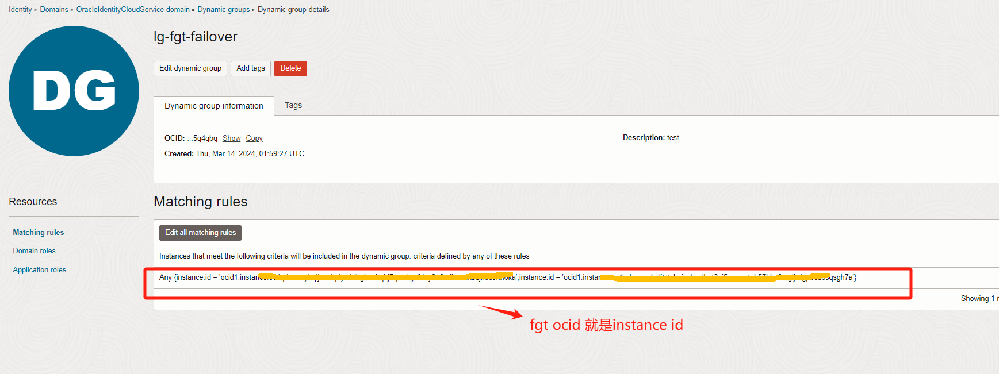 Identity » Domains » OracleIdentityCloudService domain » Dynamic groups » Dynamic group details
DG
lg-fgt-failover
Edit dynamic group
Add tags
Delete
Dynamic group information
Tags
OCID: ...5q4qbq Show Copy
Description: test
Created: Thu, Mar 14, 2024, 01:59:27 UTC
Resources
Matching rules
Domain roles
Application roles
Matching rules
Edit all matching rules
Instances that meet the following criteria will be included in the dynamic group: criteria defined by any of these rules
Any {instance.id = 'ocid1.instanc ,instance.id = 'ocid1.instan qsgh7a'}
Showing 1
fgt ocid 就是instance id